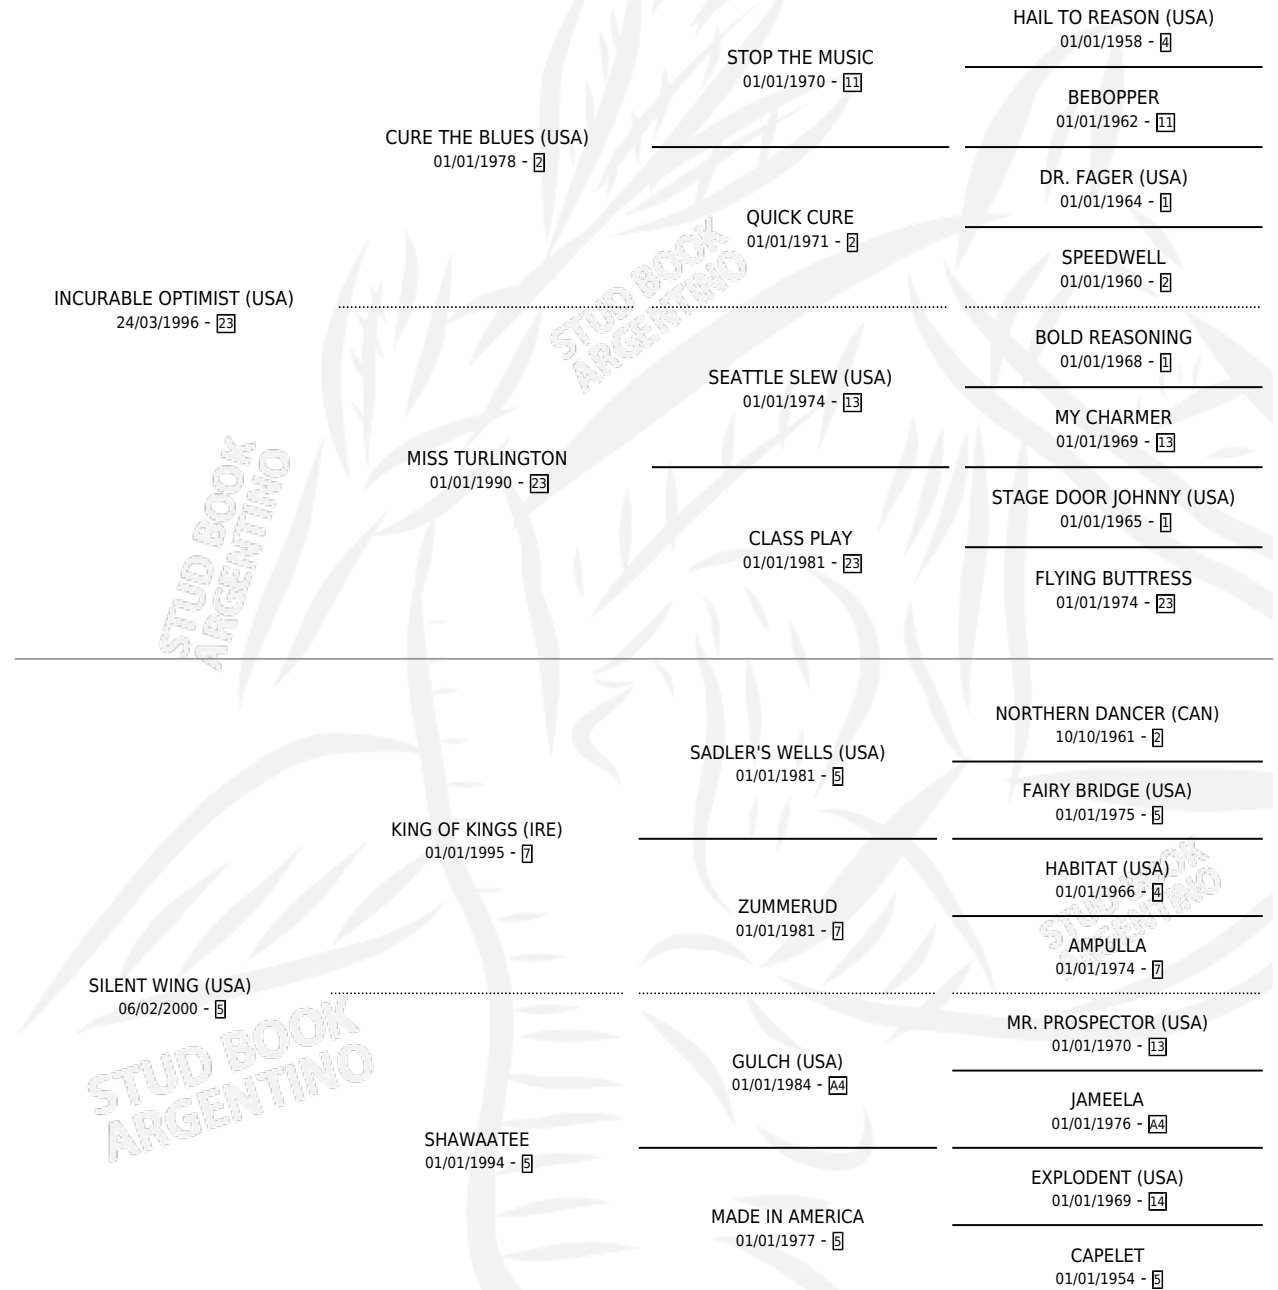 HAIL TO REASON (USA)
01/01/1958 - 4
STOP THE MUSIC
01/01/1970 - 11
BEBOPPER
01/01/1962 - 11
CURE THE BLUES (USA)
01/01/1978 - 2
DR. FAGER (USA)
01/01/1964 - 1
QUICK CURE
01/01/1971 - 2
SPEEDWELL
01/01/1960 - 2
INCURABLE OPTIMIST (USA)
24/03/1996 - 23
BOLD REASONING
01/01/1968 - 1
SEATTLE SLEW (USA)
01/01/1974 - 13
MY CHARMER
01/01/1969 - 13
MISS TURLINGTON
01/01/1990 - 23
STAGE DOOR JOHNNY (USA)
01/01/1965 - 1
CLASS PLAY
01/01/1981 - 23
FLYING BUTTRESS
01/01/1974 - 23
NORTHERN DANCER (CAN)
10/10/1961 - 2
SADLER'S WELLS (USA)
01/01/1981 - 5
FAIRY BRIDGE (USA)
01/01/1975 - 5
KING OF KINGS (IRE)
01/01/1995 - 7
HABITAT (USA)
01/01/1966 - 4
ZUMMERUD
01/01/1981 - 7
AMPULLA
01/01/1974 - 7
SILENT WING (USA)
06/02/2000 - 5
MR. PROSPECTOR (USA)
01/01/1970 - 13
GULCH (USA)
01/01/1984 - A4
JAMEELA
01/01/1976 - A4
SHAWAATEE
01/01/1994 - 5
EXPLODENT (USA)
01/01/1969 - 14
MADE IN AMERICA
01/01/1977 - 5
CAPELET
01/01/1954 - 5
STUD BOOK
ARGENTINO
STUD BOOK
ARGENTINO
STUD BOOK
ARGENTINO
STUD BOOK
ARGENTINO